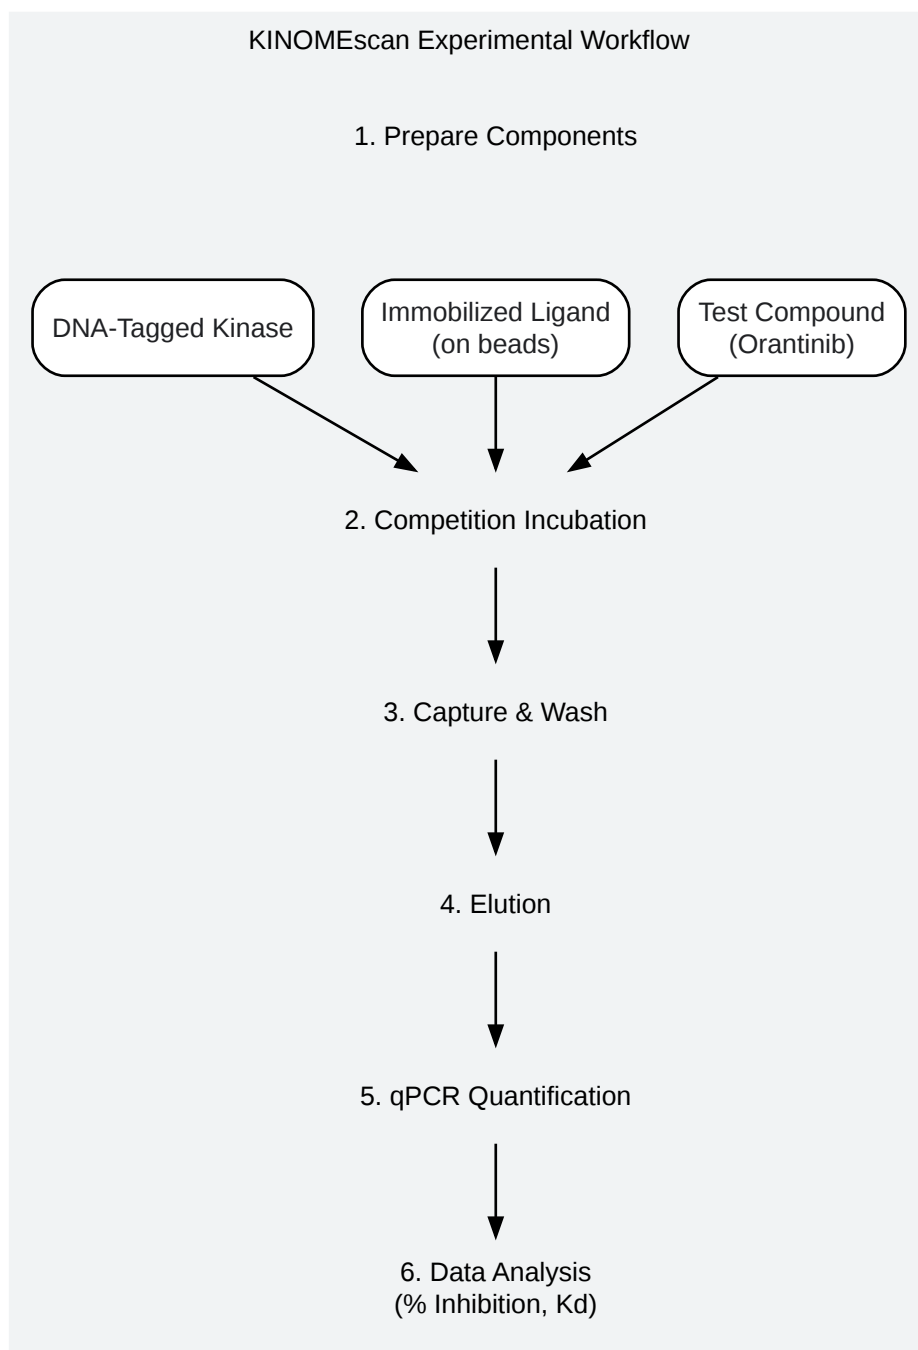 KINOMEscan Experimental Workflow
1. Prepare Components
DNA-Tagged Kinase
Immobilized Ligand
(on beads)
Test Compound
(Orantinib)
2. Competition Incubation
3. Capture & Wash
4. Elution
5. qPCR Quantification
6. Data Analysis
(% Inhibition, Kd)